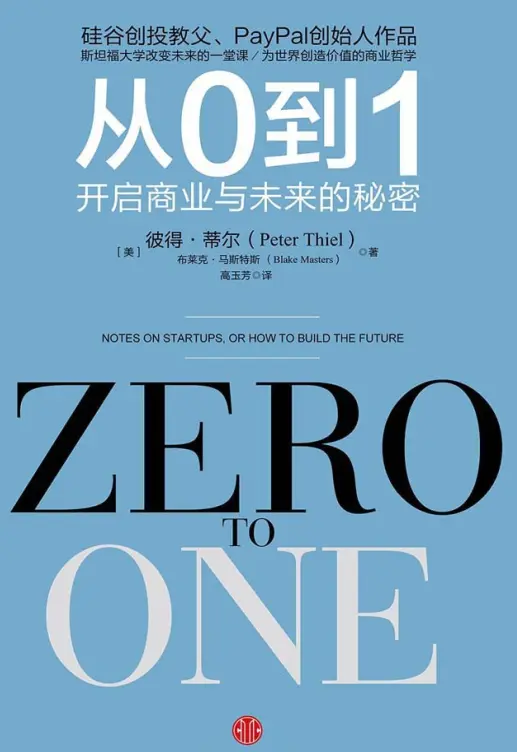 硅谷创投教父、PayPal创始人作品
斯坦福大学改变未来的一堂课／为世界创造价值的商业哲学
从0到1
开启商业与未来的秘密
［美］ 彼得·蒂尔（Peter Thiel）
布莱克·马斯特斯（Blake Masters） ◎著
高玉芳◎译
NOTES ON STARTUPS, OR HOW TO BUILD THE FUTURE
ZERO
TO
ONE